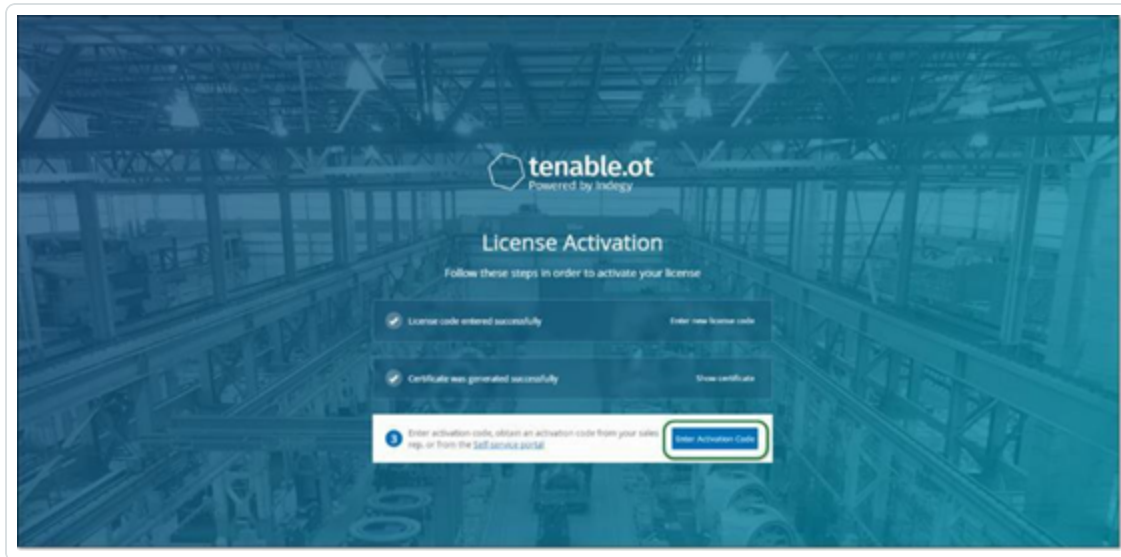 tenable.ot
Powered by Indegy
License Activation
Follow these steps in order to activate your license
License code entered successfully
Enter new license code
Certificate was generated successfully
Show certificate
3
Enter activation code, obtain an activation code from your sales
rep, or from the Self service portal
Enter Activation Code